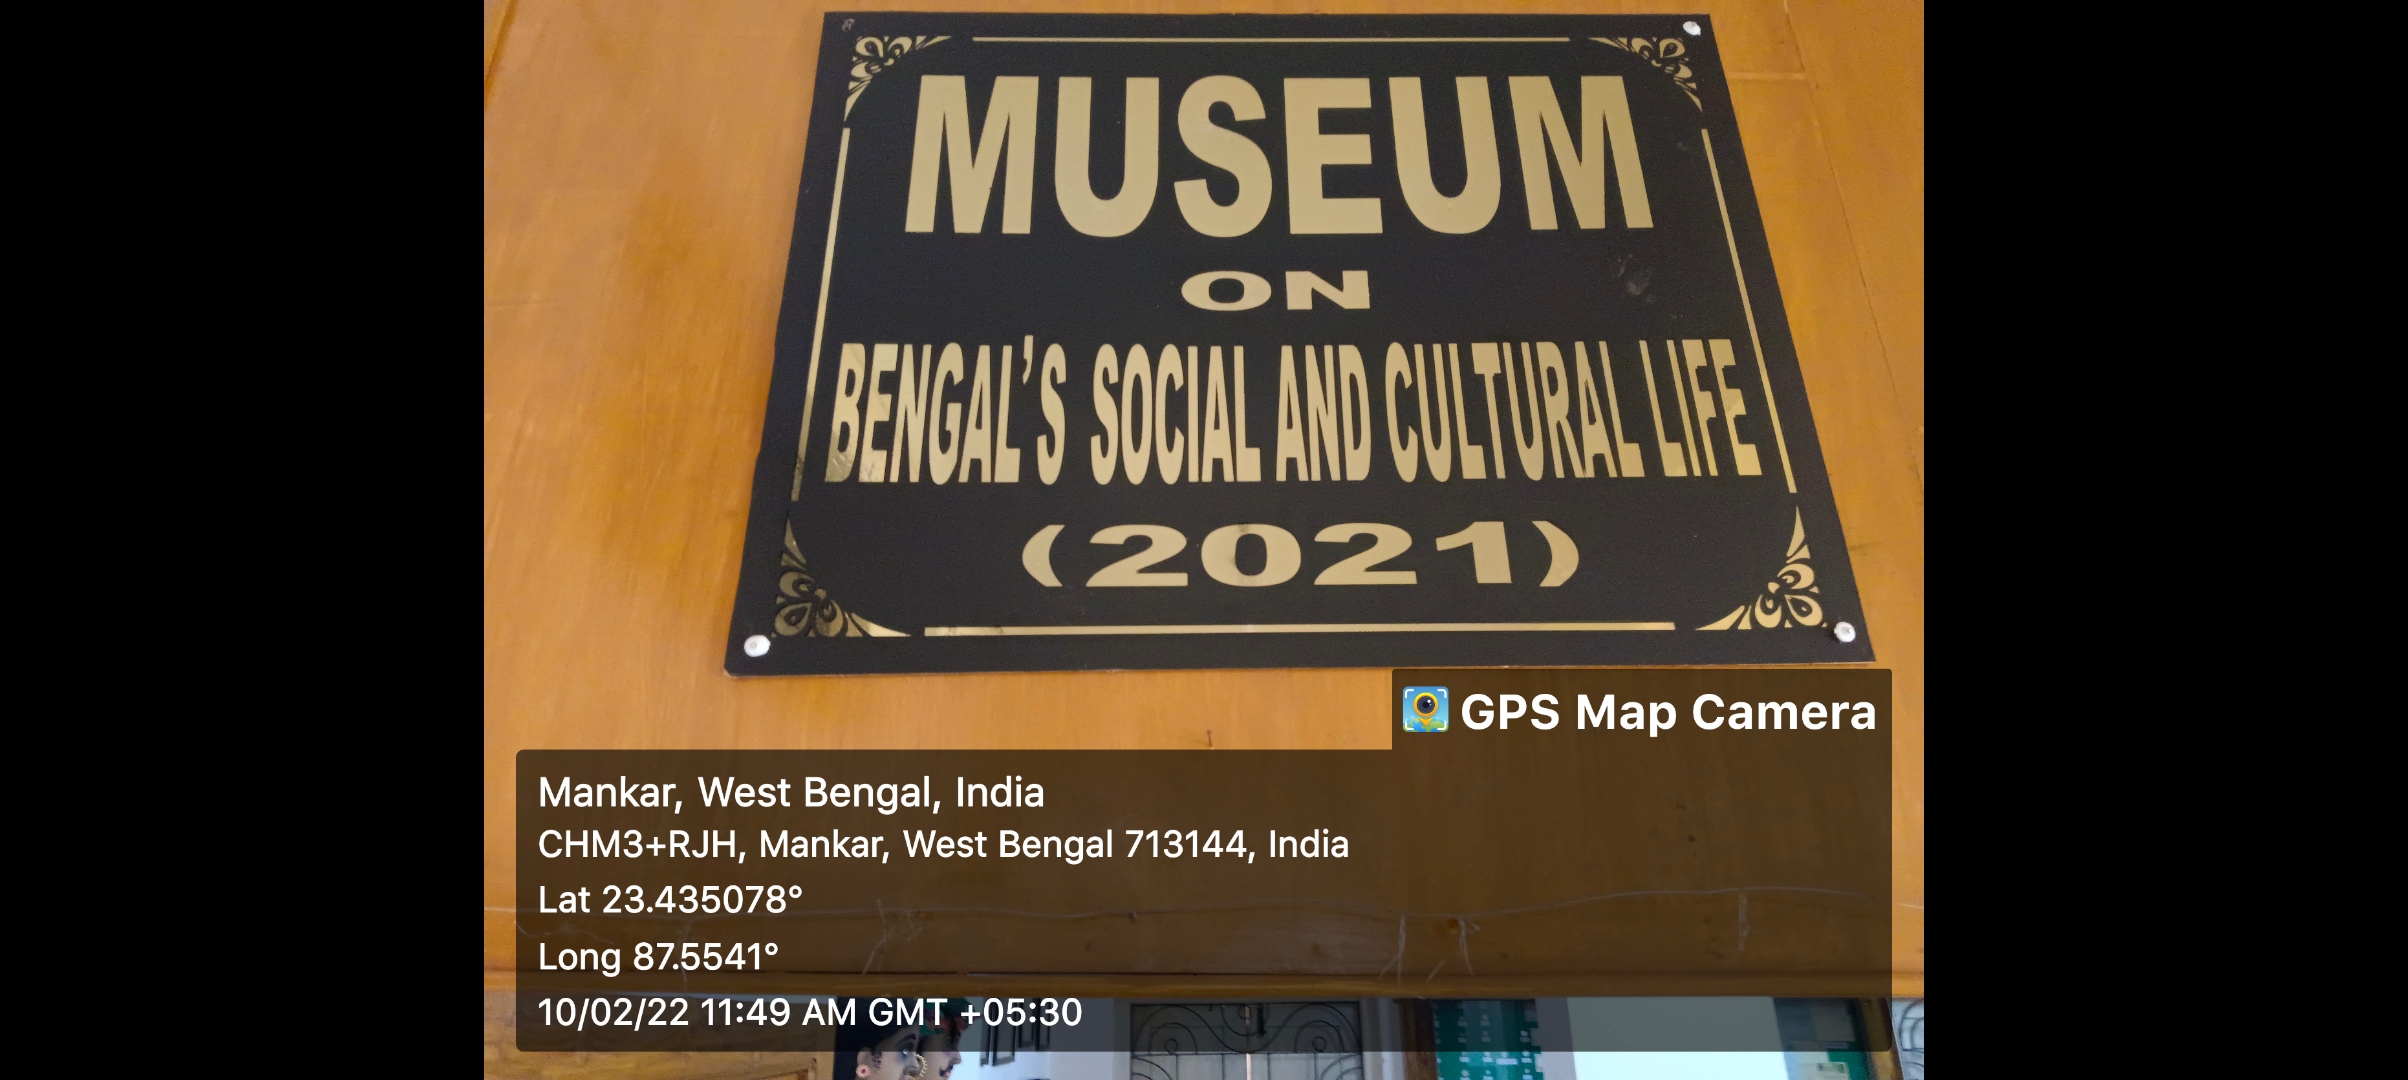 MUSEUM
ON
BENGAL'S SOCIAL AND CULTURAL LIFE
(2021)
GPS Map Camera
Mankar, West Bengal, India
CHM3+RJH, Mankar, West Bengal 713144, India
Lat 23.435078°
Long 87.5541°
10/02/22 11:49 AM GMT +05:30